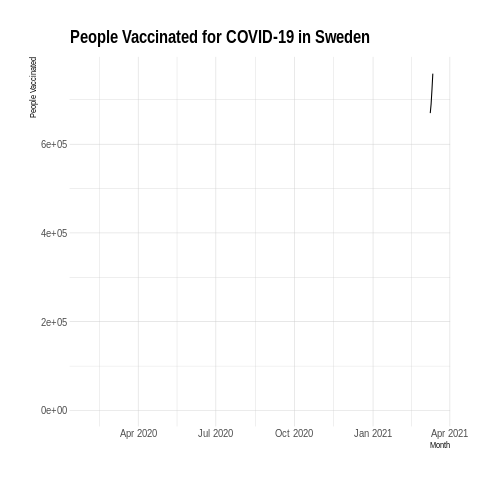 People Vaccinated for COVID-19 in Sweden
People Vaccinated
6e+05
4e+05
2e+05
0e+00
Apr 2020 Jul 2020 Oct 2020 Jan 2021 Apr 2021
Month